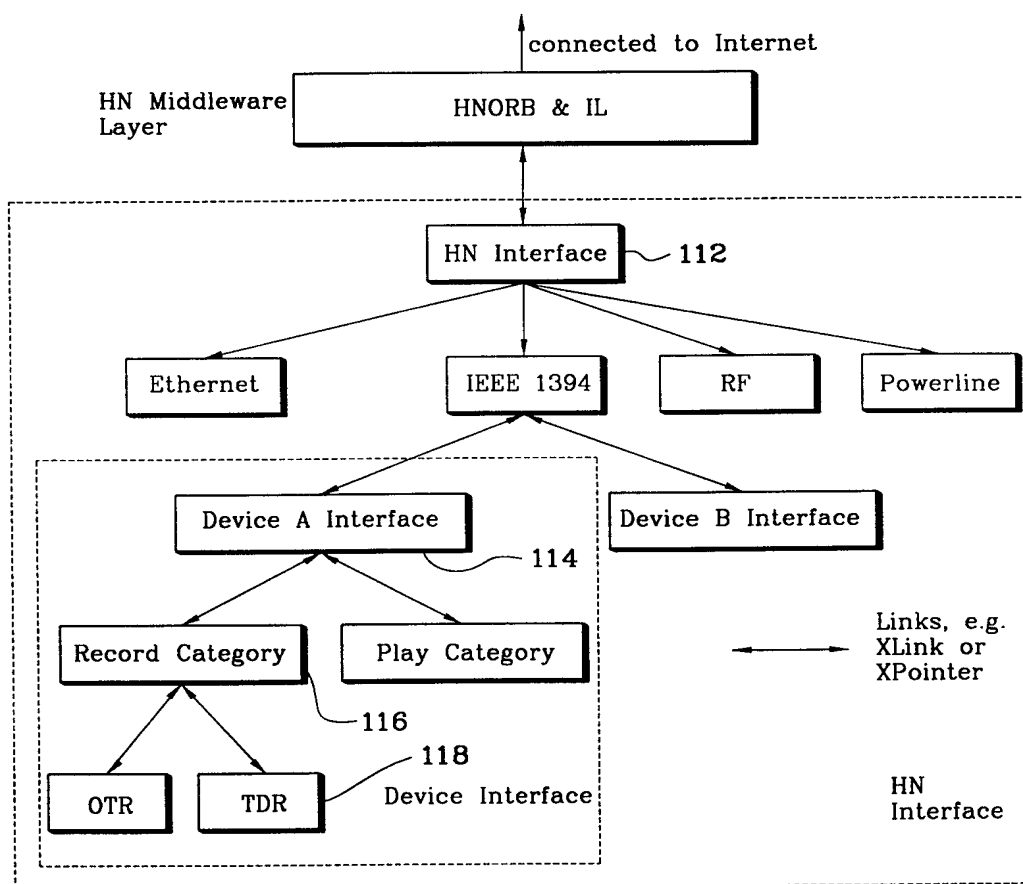 connected to Internet
HN Middleware
Layer
HNORB & IL
HN Interface
112
Ethernet
IEEE 1394
RF
Powerline
Device A Interface
Device B Interface
114
Record Category
Play Category
Links, e.g.
XLink or
XPointer
116
118
OTR
TDR
Device Interface
HN
Interface